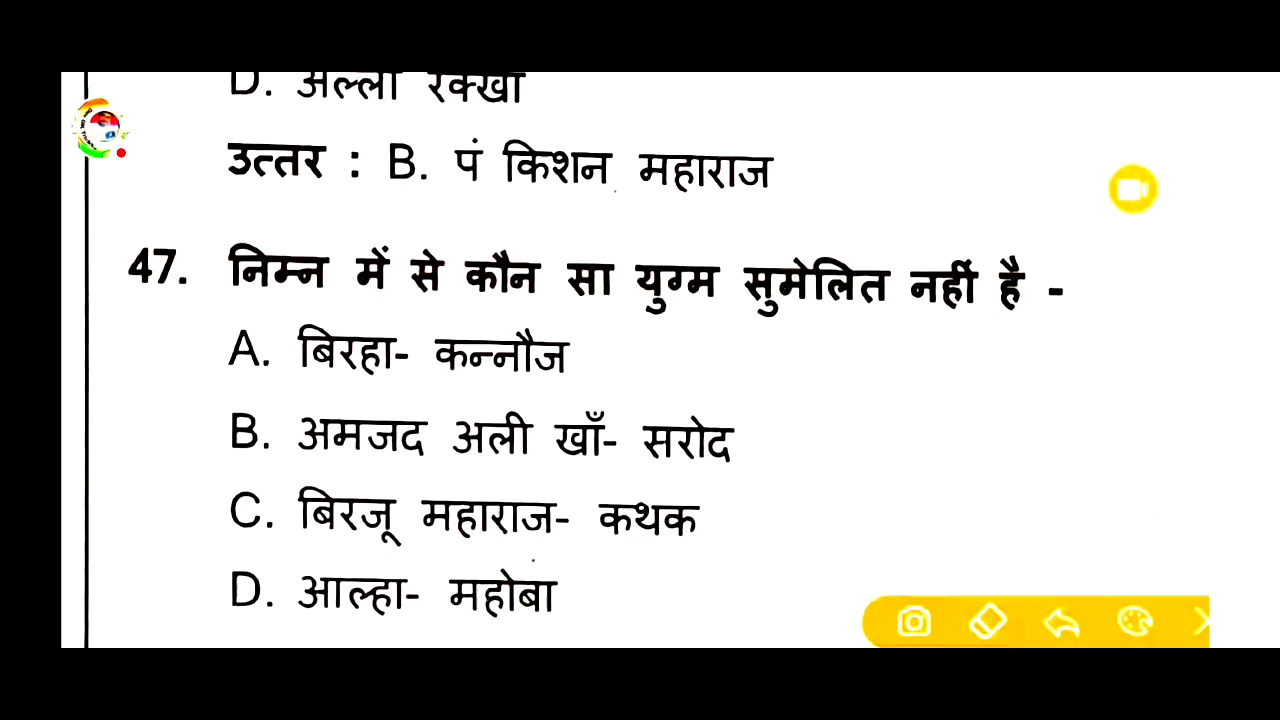 D. अल्ला रक्खा
उत्तर : B. पं किशन महाराज
47. निम्न में से कौन सा युग्म सुमेलित नहीं है -
A. बिरहा- कन्नौज
B. अमजद अली खाँ- सरोद
C. बिरजू महाराज- कथक
D. आल्हा- महोबा